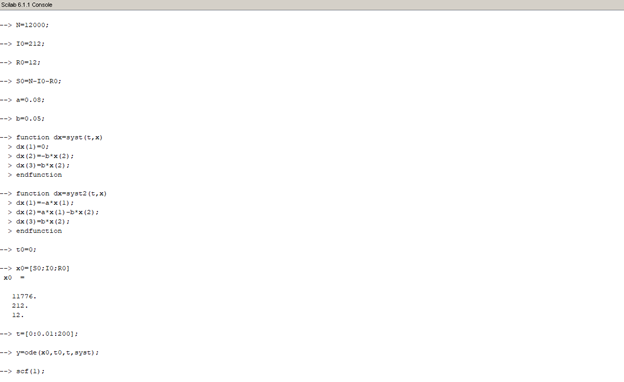 Scilab 6.1.1 Console
--> N=12000;
--> I0=212;
--> R0=12;
--> S0=N-I0-R0;
--> a=0.08;
--> b=0.05;
--> function dx=syst(t,x)
> dx(1)=0;
> dx(2)=-b*x(2);
> dx(3)=b*x(2);
> endfunction
--> function dx=syst2(t,x)
> dx(1)=-a*x(1);
> dx(2)=a*x(1)-b*x(2);
> dx(3)=b*x(2);
> endfunction
--> t0=0;
--> x0=[S0;I0;R0]
x0 =
11776.
212.
12.
--> t=[0:0.01:200];
--> y=ode(x0,t0,t,syst);
--> scf(1);